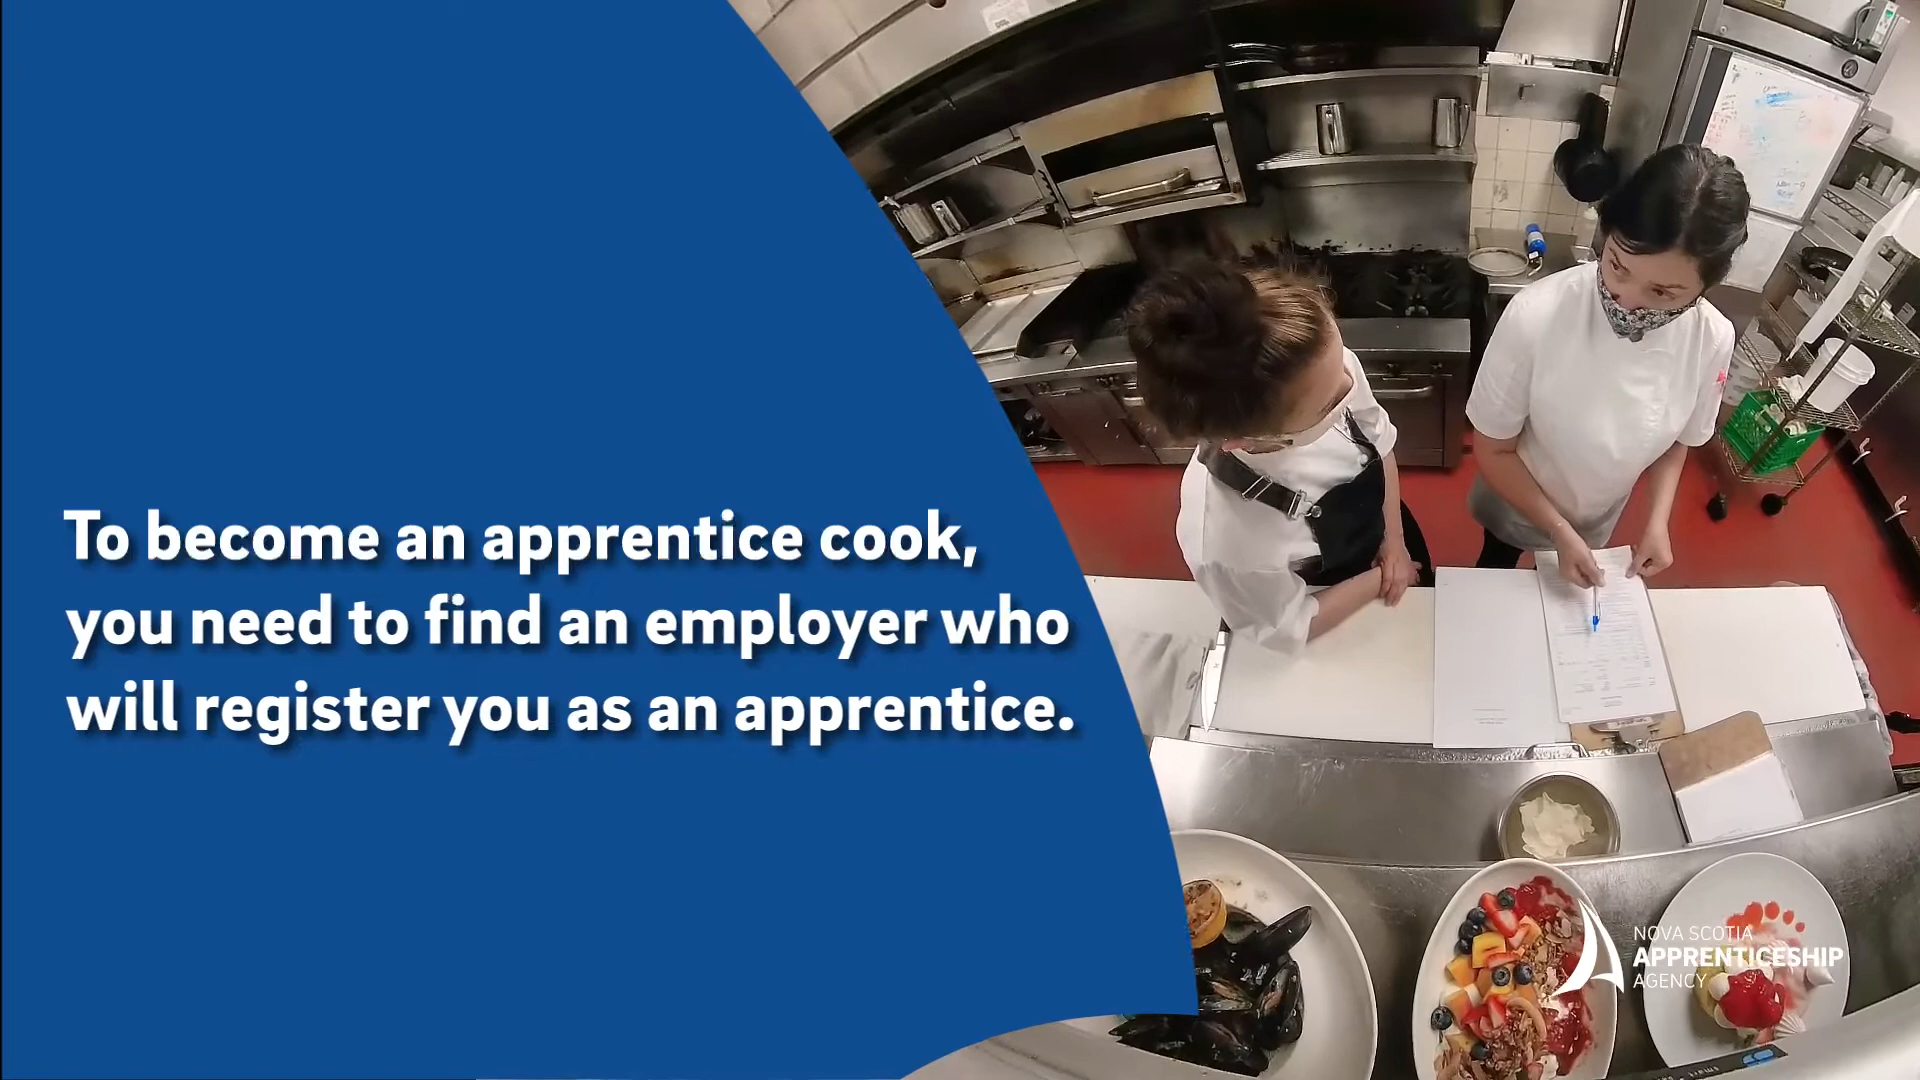 To become an apprentice cook,
you need to find an employer who
will register you as an apprentice.
NOVA SCOTIA
APPRENTICESHIP
AGENCY